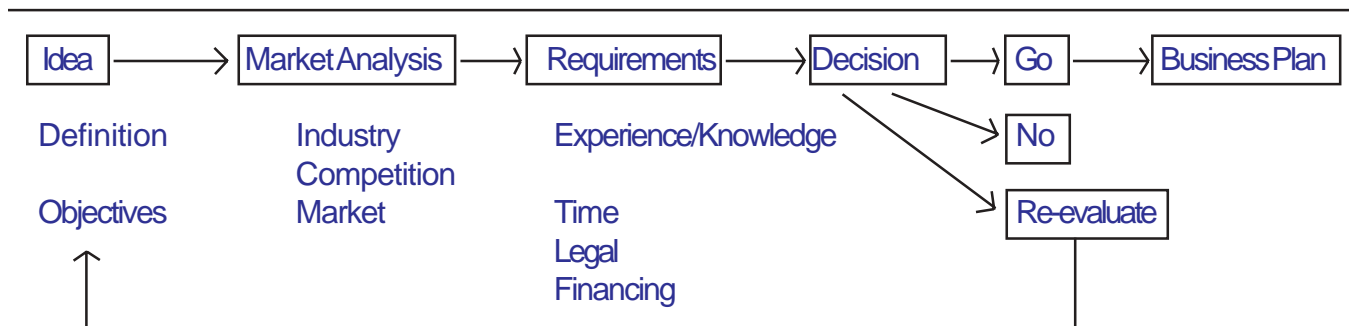 Idea
Market Analysis
Requirements
Decision
Go
Business Plan
Definition
Industry
Experience/Knowledge
No
Competition
Objectives
Market
Time
Re-evaluate
Legal
Financing